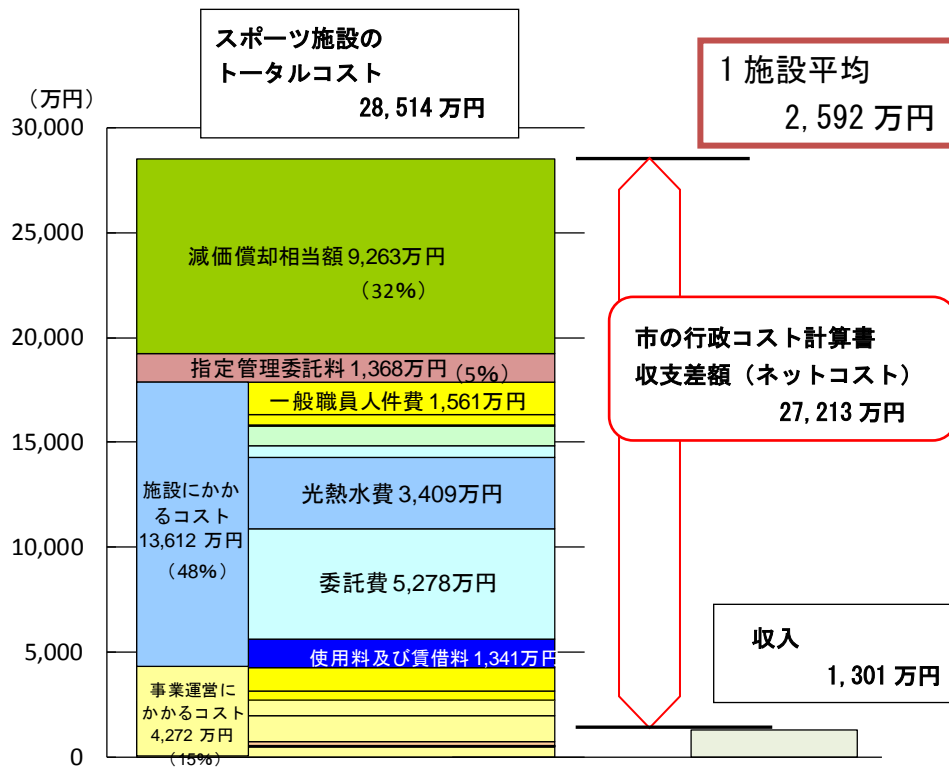 スポーツ施設の
トータルコスト
28,514 万円
1 施設平均
2,592 万円
（万円）
30,000
25,000
20,000
15,000
10,000
5,000
0
減価償却相当額 9,263万円
（32%）
指定管理委託料 1,368万円 (5%)
一般職員人件費 1,561万円
光熱水費 3,409万円
委託費 5,278万円
使用料及び賃借料 1,341万円
施設にかか
るコスト
13,612 万円
（48%）
事業運営に
かかるコスト
4,272 万円
（15%）
市の行政コスト計算書
収支差額（ネットコスト）
27,213 万円
収入
1,301 万円